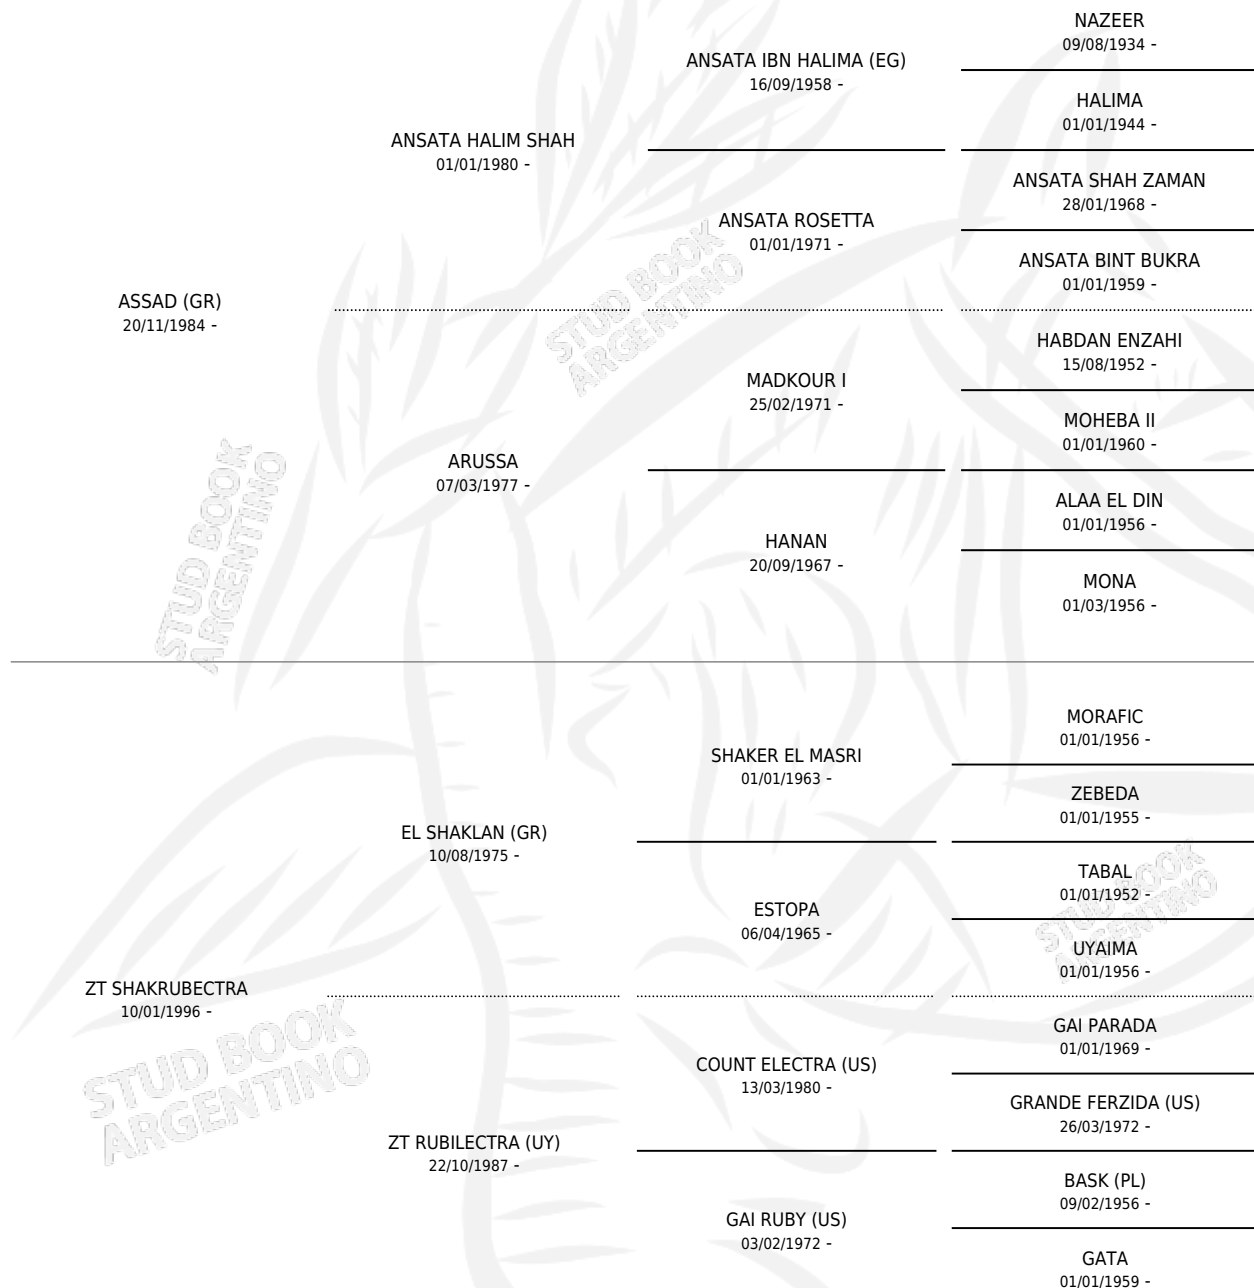 NAZEER
09/08/1934 -
ANSATA IBN HALIMA (EG)
16/09/1958 -
HALIMA
01/01/1944 -
ANSATA HALIM SHAH
01/01/1980 -
ANSATA SHAH ZAMAN
28/01/1968 -
ANSATA ROSETTA
01/01/1971 -
ANSATA BINT BUKRA
01/01/1959 -
ASSAD (GR)
20/11/1984 -
HABDAN ENZAHI
15/08/1952 -
MADKOUR I
25/02/1971 -
MOHEBA II
01/01/1960 -
ARUSSA
07/03/1977 -
ALAA EL DIN
01/01/1956 -
HANAN
20/09/1967 -
MONA
01/03/1956 -
MORAFIC
01/01/1956 -
SHAKER EL MASRI
01/01/1963 -
ZEBEDA
01/01/1955 -
EL SHAKLAN (GR)
10/08/1975 -
TABAL
01/01/1952 -
ESTOPA
06/04/1965 -
UYAIMA
01/01/1956 -
ZT SHAKRUBECTRA
10/01/1996 -
GAI PARADA
01/01/1969 -
COUNT ELECTRA (US)
13/03/1980 -
GRANDE FERZIDA (US)
26/03/1972 -
ZT RUBILECTRA (UY)
22/10/1987 -
BASK (PL)
09/02/1956 -
GAI RUBY (US)
03/02/1972 -
GATA
01/01/1959 -
STUD BOOK
ARGENTINO
STUD BOOK
ARGENTINO
STUD BOOK
ARGENTINO
STUD BOOK
ARGENTINO